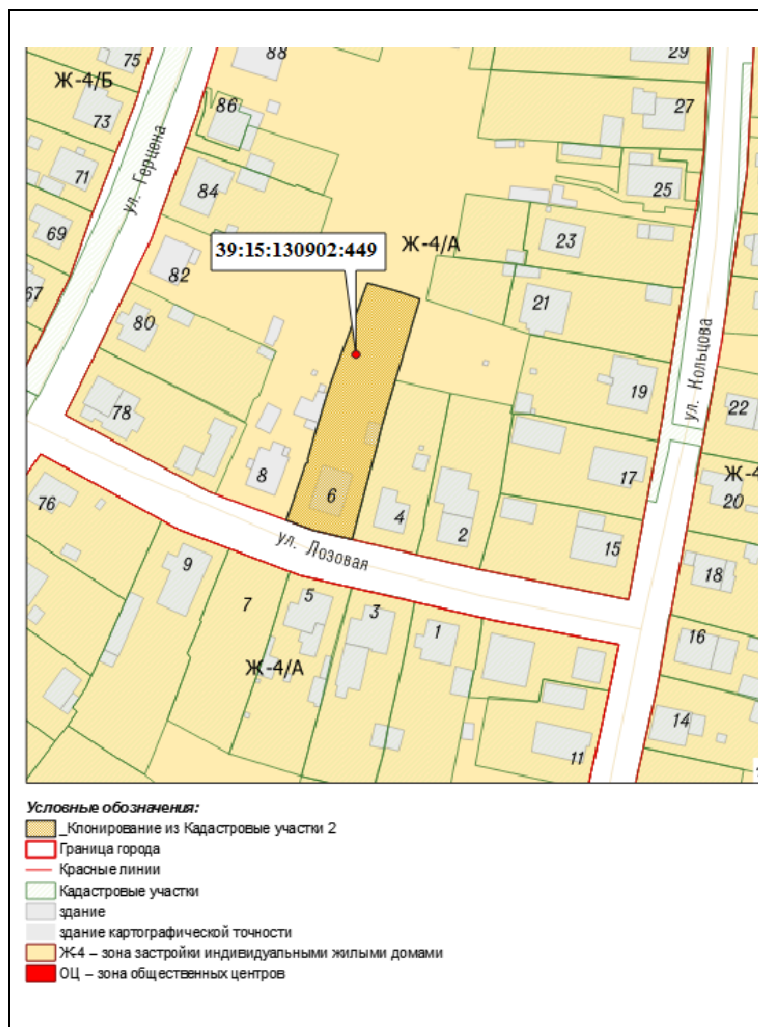 75
88
29
Ж-4/Б
73
86
27
ул. Герцена
71
84
25
69
23
Ж-4/А
39:15:130902:449
82
67
21
80
ул. Кольцова
19
78
22
8
17
Ж-4
6
76
4
20
2
ул. Лозовая
15
9
18
5
7
3
1
16
Ж-4/А
14
11
Условные обозначения:
_Клонирование из Кадастровые участки 2
Граница города
Красные линии
Кадастровые участки
здание
здание картографической точности
Ж-4 – зона застройки индивидуальными жилыми домами
ОЦ – зона общественных центров